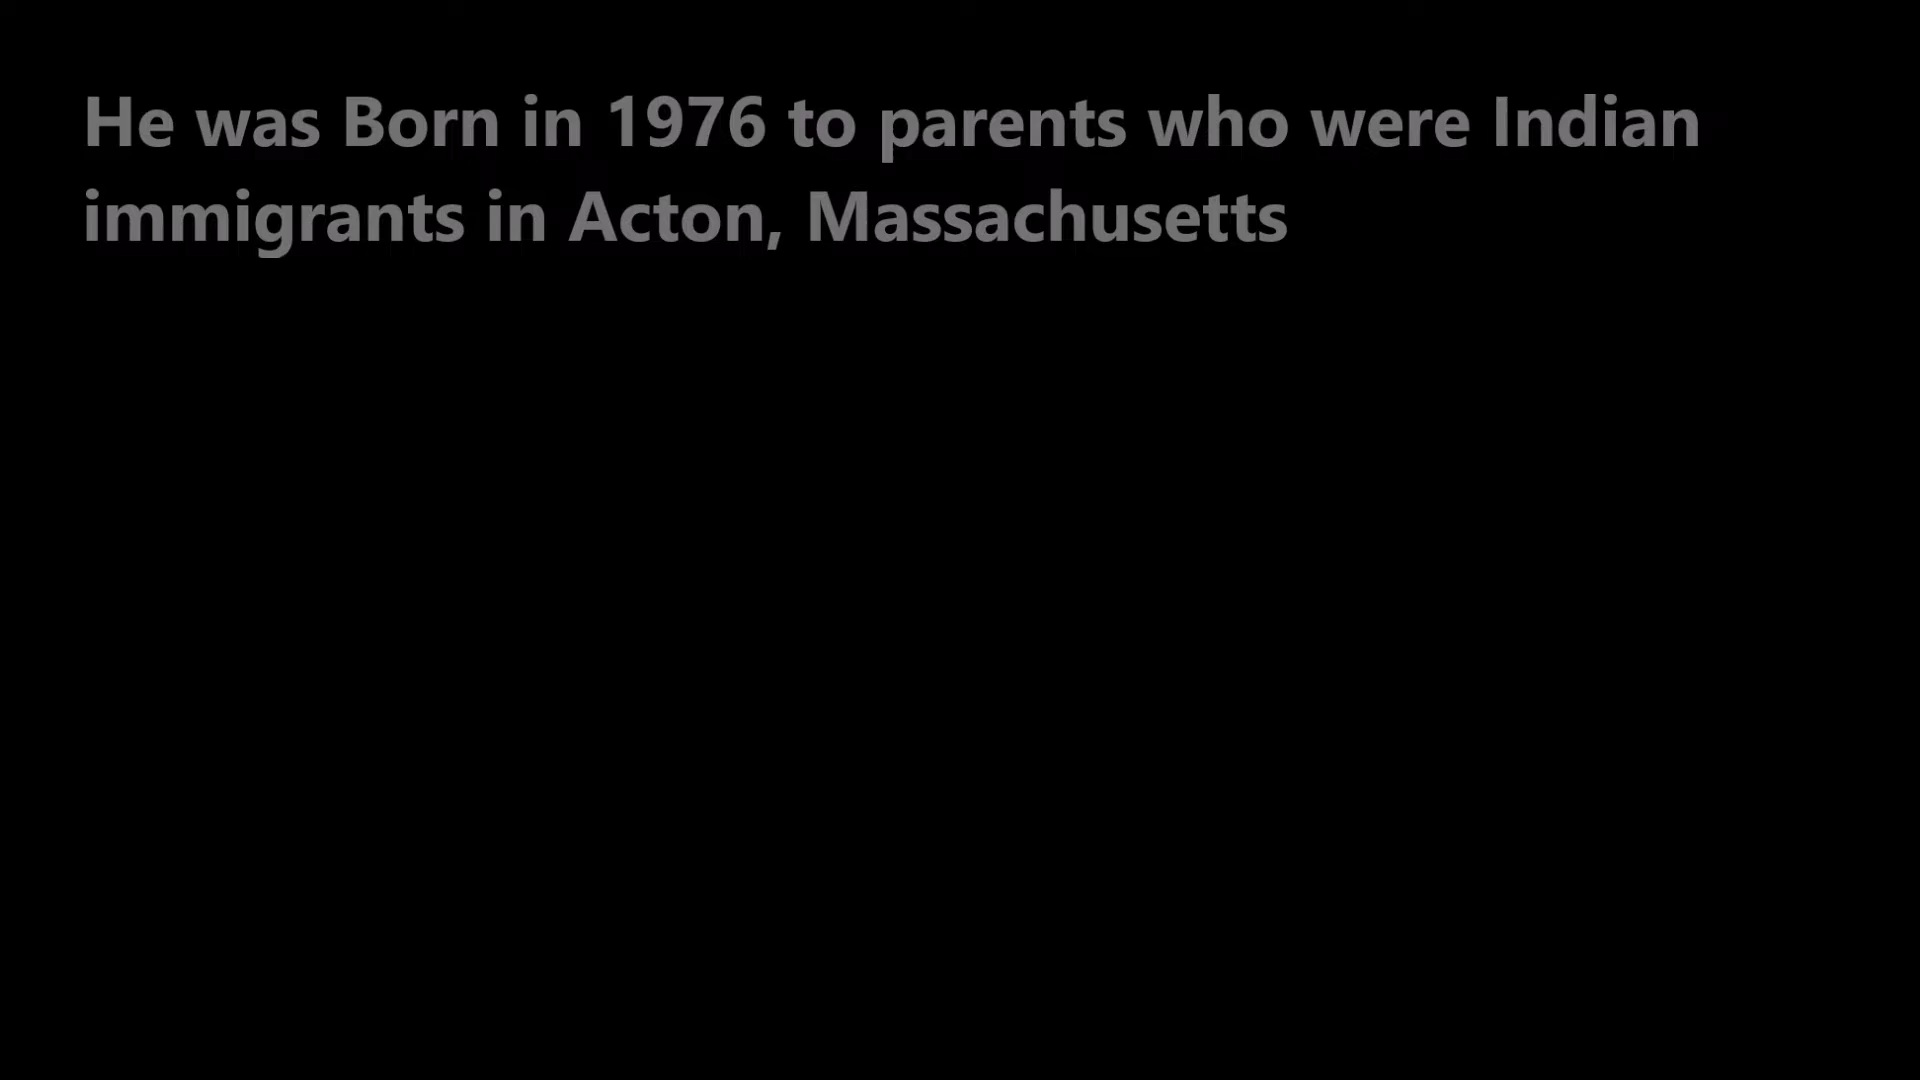 He was Born in 1976 to parents who were Indian
immigrants in Acton, Massachusetts